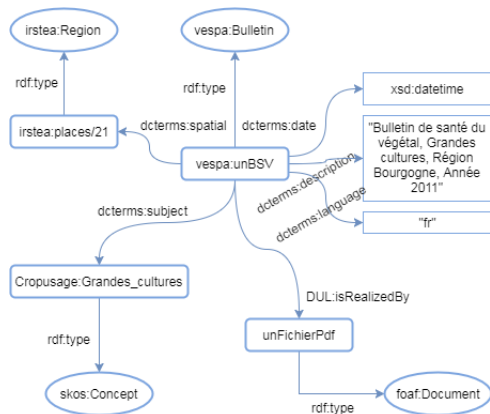 irstea:Region
vespa:Bulletin
rdf:type
rdf:type
xsd:datetime
irstea:places/21
dcterms:spatial
dcterms:date
"Bulletin de santé du
végétal, Grandes
cultures, Région
Bourgogne, Année
2011"
vespa:unBSV
dcterms:description
dcterms:subject
dcterms:language
"fr"
Cropusage:Grandes_cultures
DUL:isRealizedBy
rdf:type
unFichierPdf
skos:Concept
rdf:type
foaf:Document